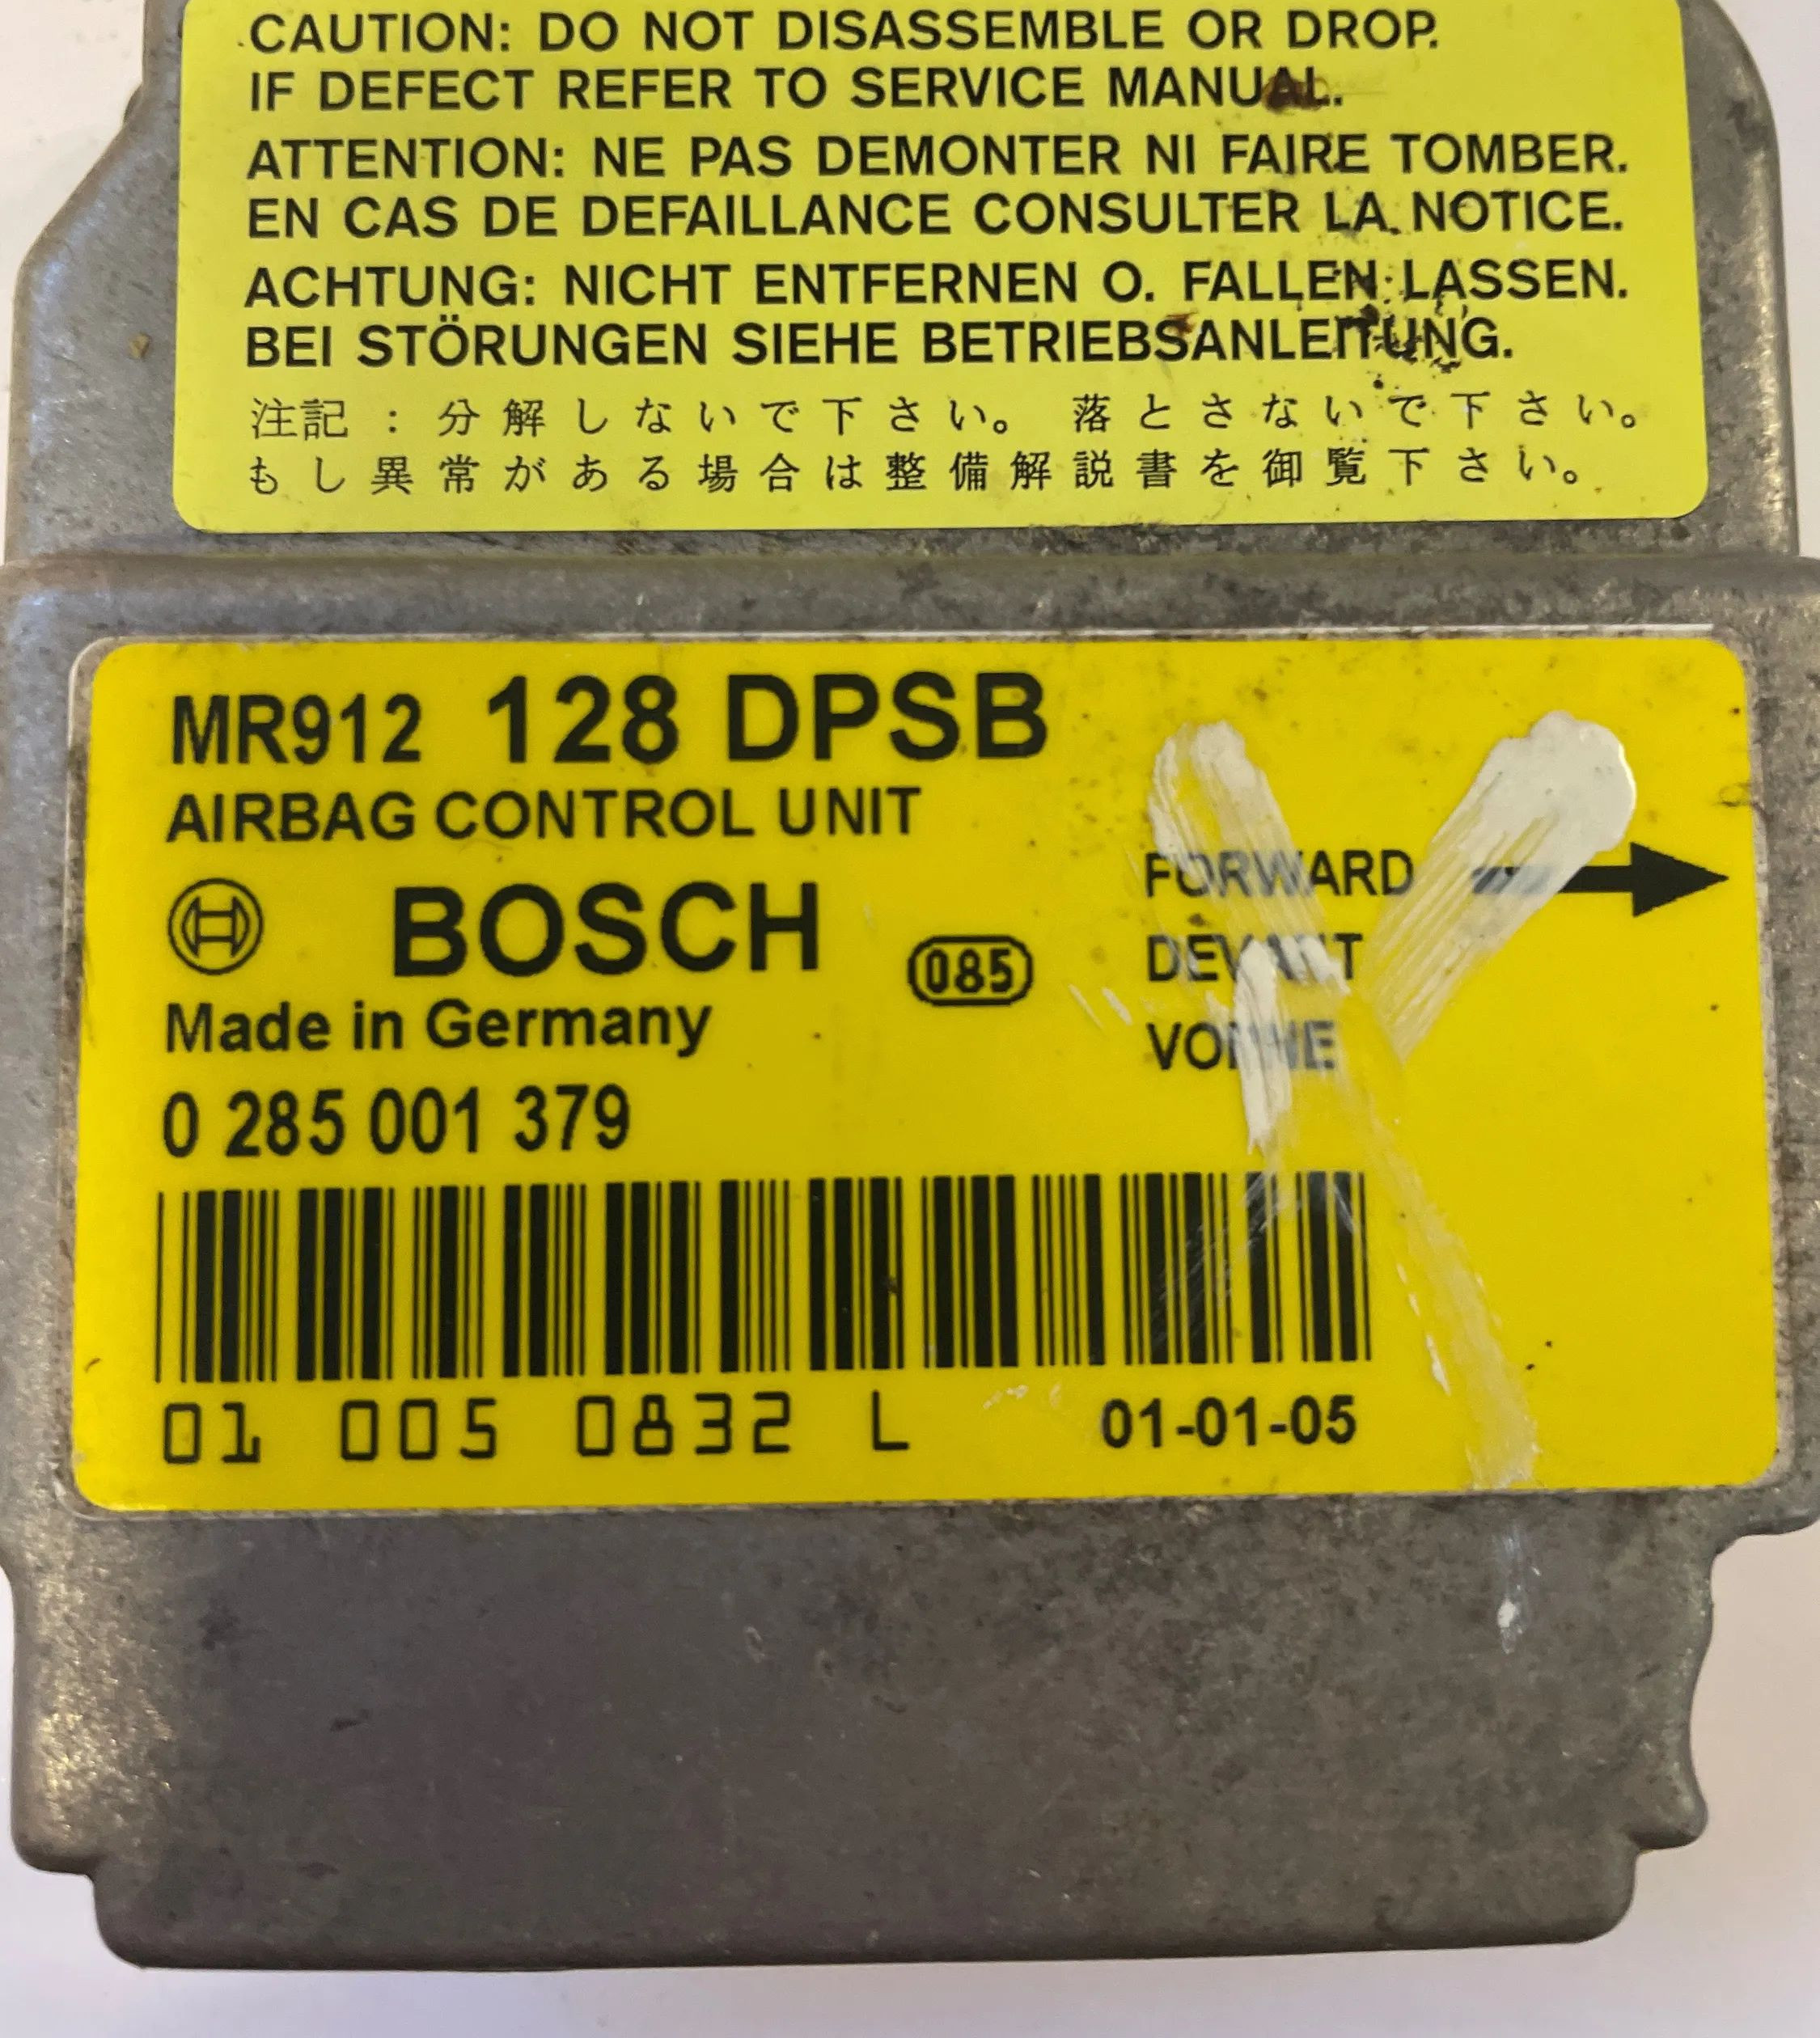 CAUTION: DO NOT DISASSEMBLE OR DROP.
IF DEFECT REFER TO SERVICE MANUAL.
ATTENTION: NE PAS DEMONTER NI FAIRE TOMBER.
EN CAS DE DEFAILLANCE CONSULTER LA NOTICE.
ACHTUNG: NICHT ENTFERNEN O. FALLEN LASSEN.
BEI STÖRUNGEN SIEHE BETRIEBSANLEITUNG.
注記:分解しないで下さい。 落とさないで下さい。
もし異常がある場合は整備解説書を御覧下さい。
MR912 128 DPSB
AIRBAG CONTROL UNIT
BOSCH
085
FORWARD
DEVANT
VORNE
Made in Germany
0 285 001 379
01 005 0832 L 01-01-05